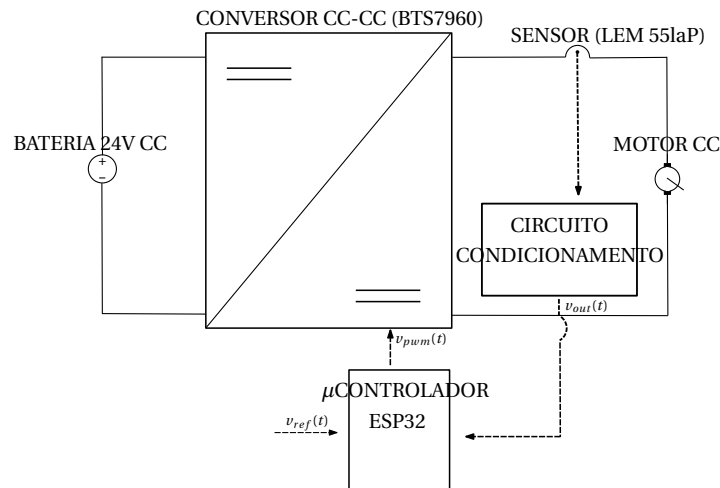 CONVERSOR CC-CC (BTS7960)
SENSOR (LEM 55laP)
BATERIA 24V CC
+
−
MOTOR CC
CIRCUITO
CONDICIONAMENTO
v_out(t)
v_pwm(t)
μCONTROLADOR
ESP32
v_ref(t)